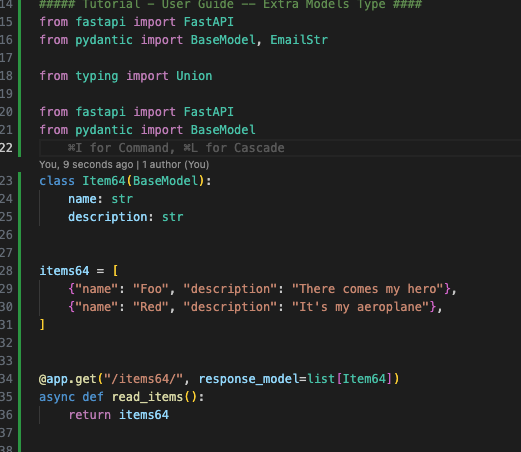 14 ##### Tutorial - User Guide -- Extra Models Type ####
15 from fastapi import FastAPI
16 from pydantic import BaseModel, EmailStr
17
18 from typing import Union
19
20 from fastapi import FastAPI
21 from pydantic import BaseModel
22 ⌘I for Command, ⌘L for Cascade
You, 9 seconds ago | 1 author (You)
23 class Item64(BaseModel):
24     name: str
25     description: str
26
27
28 items64 = [
29     {"name": "Foo", "description": "There comes my hero"},
30     {"name": "Red", "description": "It's my aeroplane"},
31 ]
32
33
34 @app.get("/items64/", response_model=list[Item64])
35 async def read_items():
36     return items64
37
38